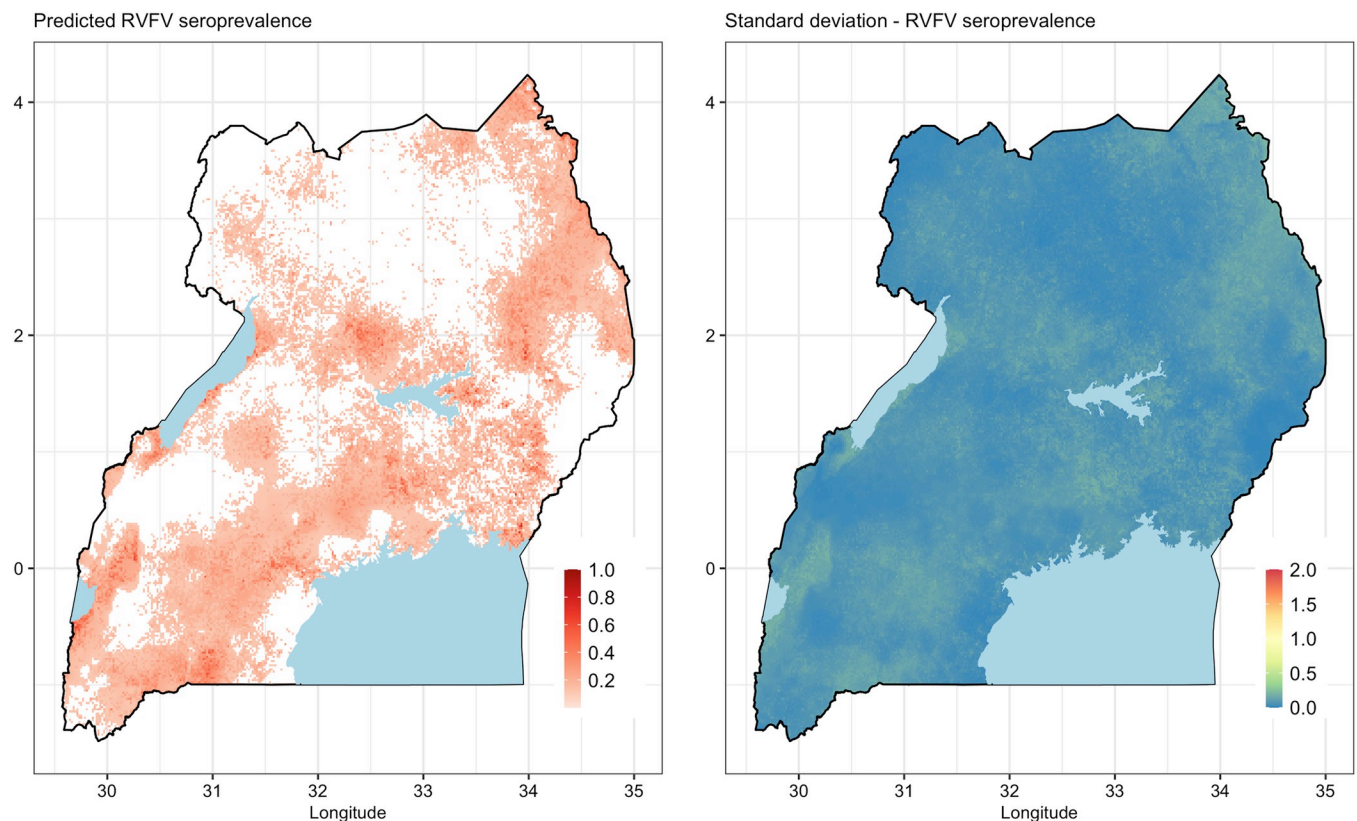 Predicted RVFV seroprevalence
4
2
0
1.0
0.8
0.6
0.4
0.2
30 31 32 33 34 35
Longitude
Standard deviation - RVFV seroprevalence
4
2
0
2.0
1.5
1.0
0.5
0.0
30 31 32 33 34 35
Longitude